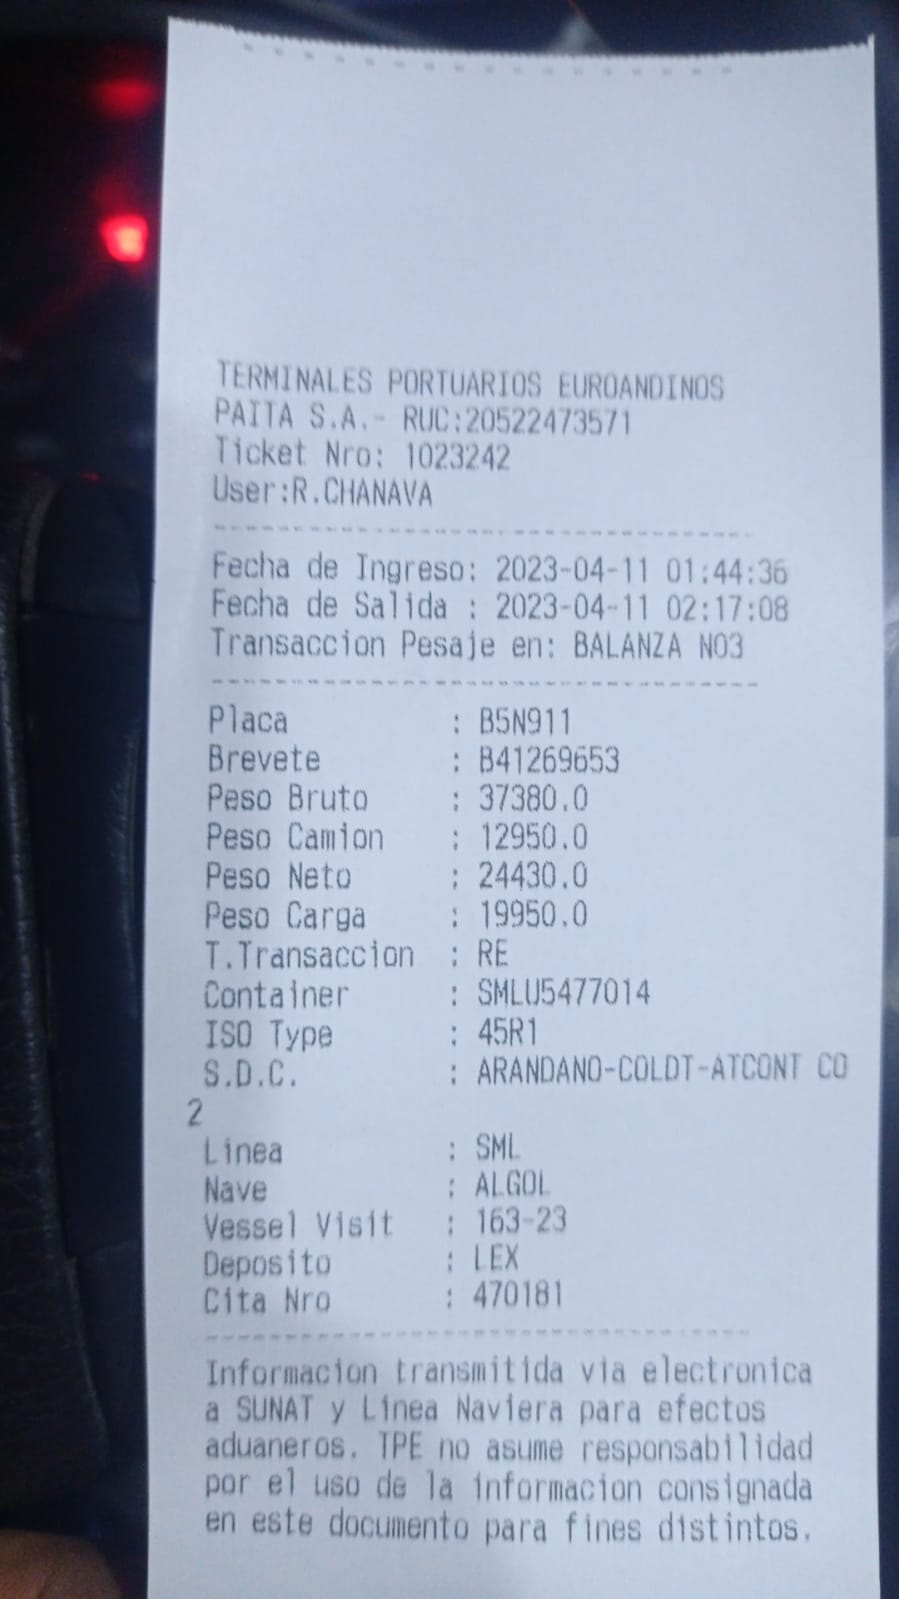 TERMINALES PORTUARIOS EUROANDINOS
PAITA S.A.- RUC:20522473571
Ticket Nro: 1023242
User:R.CHANAVA
Fecha de Ingreso: 2023-04-11 01:44:36
Fecha de Salida : 2023-04-11 02:17:08
Transaccion Pesaje en: BALANZA NO3
Placa : B5N911
Brevete : B41269653
Peso Bruto : 37380.0
Peso Camion : 12950.0
Peso Neto : 24430.0
Peso Carga : 19950.0
T.Transaccion : RE
Container : SMLU5477014
ISO Type : 45R1
S.D.C. : ARANDANO-COLDT-ATCONT CO
2
Linea : SML
Nave : ALGOL
Vessel Visit : 163-23
Deposito : LEX
Cita Nro : 470181
Informacion transmitida via electronica
a SUNAT y Linea Naviera para efectos
aduaneros. TPE no asume responsabilidad
por el uso de la informacion consignada
en este documento para fines distintos.